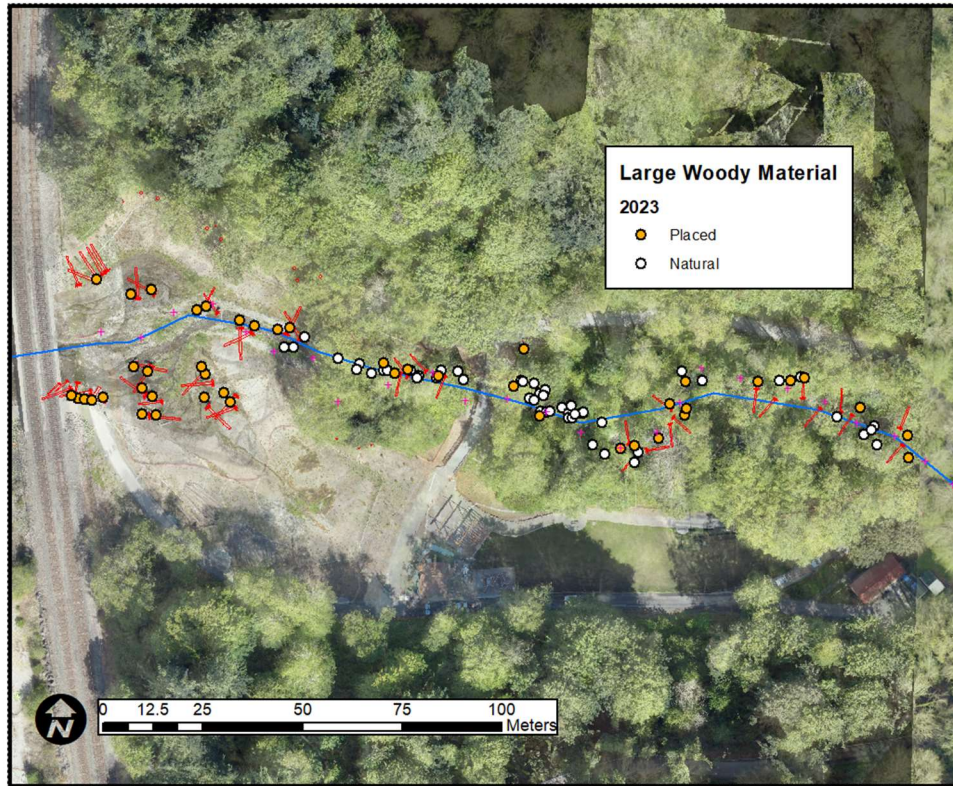 Large Woody Material
2023
Placed
Natural
N
0 12.5 25 50 75 100
Meters